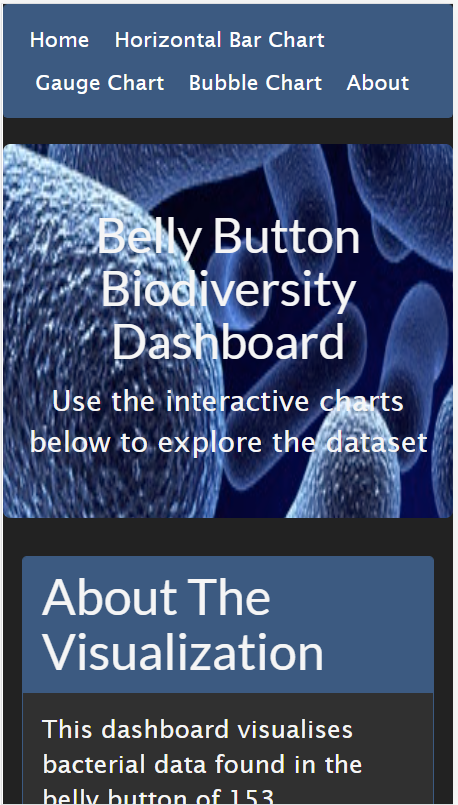 Home Horizontal Bar Chart
Gauge Chart Bubble Chart About
Belly Button
Biodiversity
Dashboard
Use the interactive charts
below to explore the dataset
About The
Visualization
This dashboard visualises
bacterial data found in the
belly button of 153